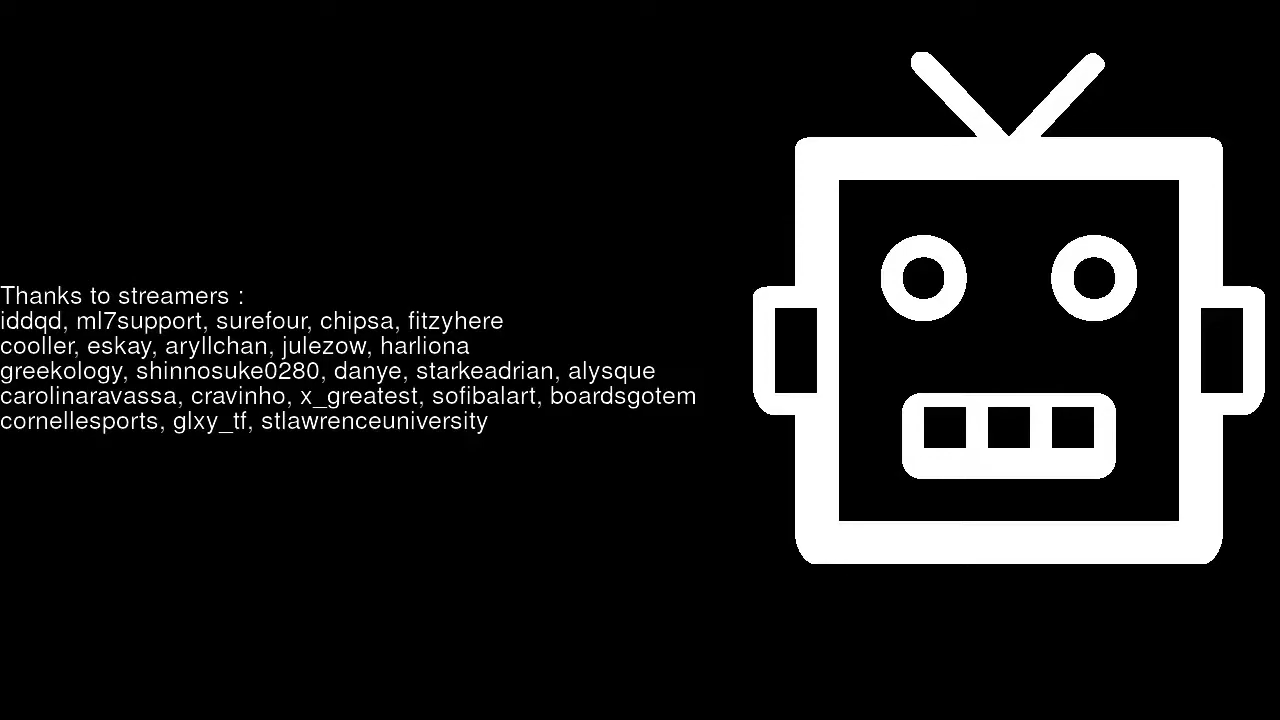 Thanks to streamers :
iddqd, ml7support, surefour, chipsa, fitzyhere
cooller, eskay, aryllchan, julezow, harliona
greekology, shinnosuke0280, danye, starkeadrian, alysque
carolinaravassa, cravinho, x_greatest, sofibalart, boardsgotem
cornellesports, glxy_tf, stlawrenceuniversity